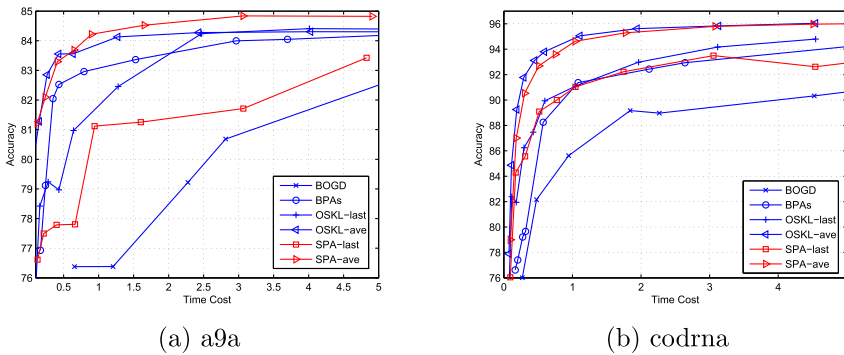 85
84
83
82
81
80
79
78
77
76
Accuracy
0.5 1 1.5 2 2.5 3 3.5 4 4.5 5
Time Cost
BOGD
BPAs
OSKL−last
OSKL−ave
SPA−last
SPA−ave
(a) a9a
96
94
92
90
88
86
84
82
80
78
76
Accuracy
0 1 2 3 4
Time Cost
BOGD
BPAs
OSKL−last
OSKL−ave
SPA−last
SPA−ave
(b) codrna